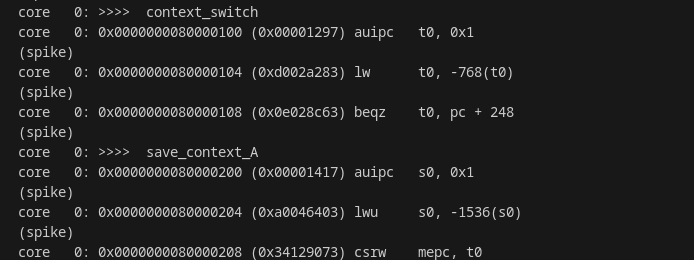 core   0: >>>>  context_switch
core   0: 0x0000000080000100 (0x00001297) auipc   t0, 0x1
(spike)
core   0: 0x0000000080000104 (0xd002a283) lw      t0, -768(t0)
(spike)
core   0: 0x0000000080000108 (0x0e028c63) beqz    t0, pc + 248
(spike)
core   0: >>>>  save_context_A
core   0: 0x0000000080000200 (0x00001417) auipc   s0, 0x1
(spike)
core   0: 0x0000000080000204 (0xa0046403) lwu     s0, -1536(s0)
(spike)
core   0: 0x0000000080000208 (0x34129073) csrw    mepc, t0